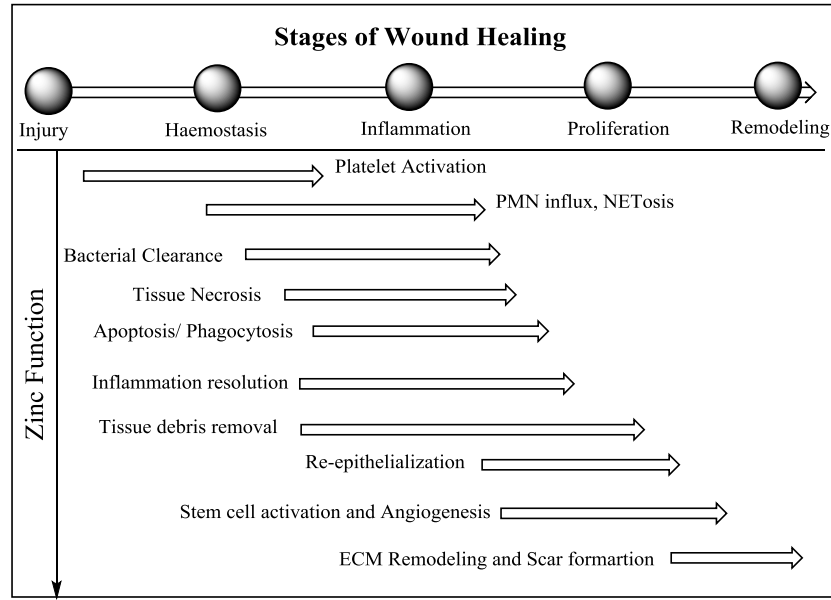 Stages of Wound Healing
Injury
Haemostasis
Inflammation
Proliferation
Remodeling
Zinc Function
Platelet Activation
PMN influx, NETosis
Bacterial Clearance
Tissue Necrosis
Apoptosis/ Phagocytosis
Inflammation resolution
Tissue debris removal
Re-epithelialization
Stem cell activation and Angiogenesis
ECM Remodeling and Scar formartion